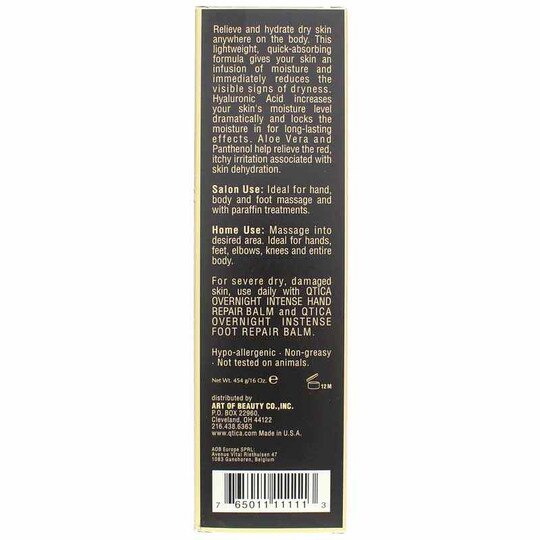 Relieve and hydrate dry skin
anywhere on the body. This
lightweight, quick-absorbing
formula gives your skin an
infusion of moisture and
immediately reduces the
visible signs of dryness.
Hyaluronic Acid increases
your skin's moisture level
dramatically and locks the
moisture in for long-lasting
effects. Aloe Vera and
Panthenol help relieve the red,
itchy irritation associated with
skin dehydration.
Salon Use: Ideal for hand,
body and foot massage and
with paraffin treatments.
Home Use: Massage into
desired area. Ideal for hands,
feet, elbows, knees and entire
body.
For severe dry, damaged
skin, use daily with QTICA
OVERNIGHT INTENSE HAND
REPAIR BALM and QTICA
OVERNIGHT INSTENSE
FOOT REPAIR BALM.
Hypo-allergenic - Non-greasy
- Not tested on animals.
Net Wt. 454 g/16 Oz. e
12 M
distributed by
ART OF BEAUTY CO.,INC.
P.O. BOX 22960,
Cleveland, OH 44122
216.438.6363
www.qtica.com Made in U.S.A.
AOB Europe SPRL:
Avenue Vital Riethuisen 47
1083 Ganshoren, Belgium
7 65011 11111 3